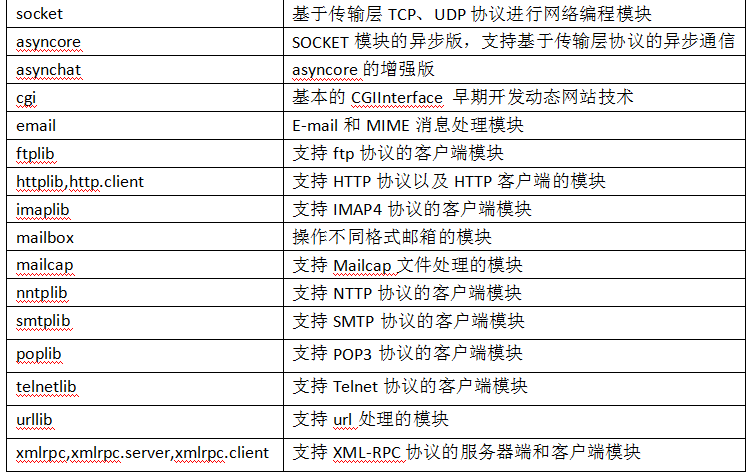 socket 基于传输层 TCP、UDP 协议进行网络编程模块
asyncore SOCKET 模块的异步版，支持基于传输层协议的异步通信
asynchat asyncore 的增强版
cgi 基本的 CGIInterface 早期开发动态网站技术
email E-mail 和 MIME 消息处理模块
ftplib 支持 ftp 协议的客户端模块
httplib,http.client 支持 HTTP 协议以及 HTTP 客户端的模块
imaplib 支持 IMAP4 协议的客户端模块
mailbox 操作不同格式邮箱的模块
mailcap 支持 Mailcap 文件处理的模块
nntplib 支持 NTTP 协议的客户端模块
smtplib 支持 SMTP 协议的客户端模块
poplib 支持 POP3 协议的客户端模块
telnetlib 支持 Telnet 协议的客户端模块
urllib 支持 url 处理的模块
xmlrpc,xmlrpc.server,xmlrpc.client 支持 XML-RPC 协议的服务器端和客户端模块